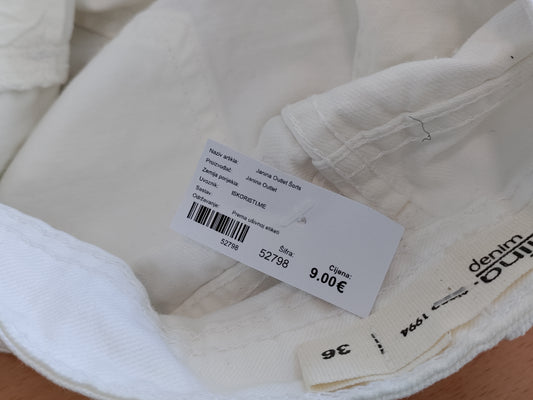 Naziv artikla: Janina Outlet Šorts
Proizvođač: Janina Outlet
Zemlja porijekla:
Uvoznik: ISKORISTI.ME
Sastav:
Održavanje: Prema ušivnoj etiketi
52798
Šifra:
52798
Cijena:
9.00€
denim
1994
36